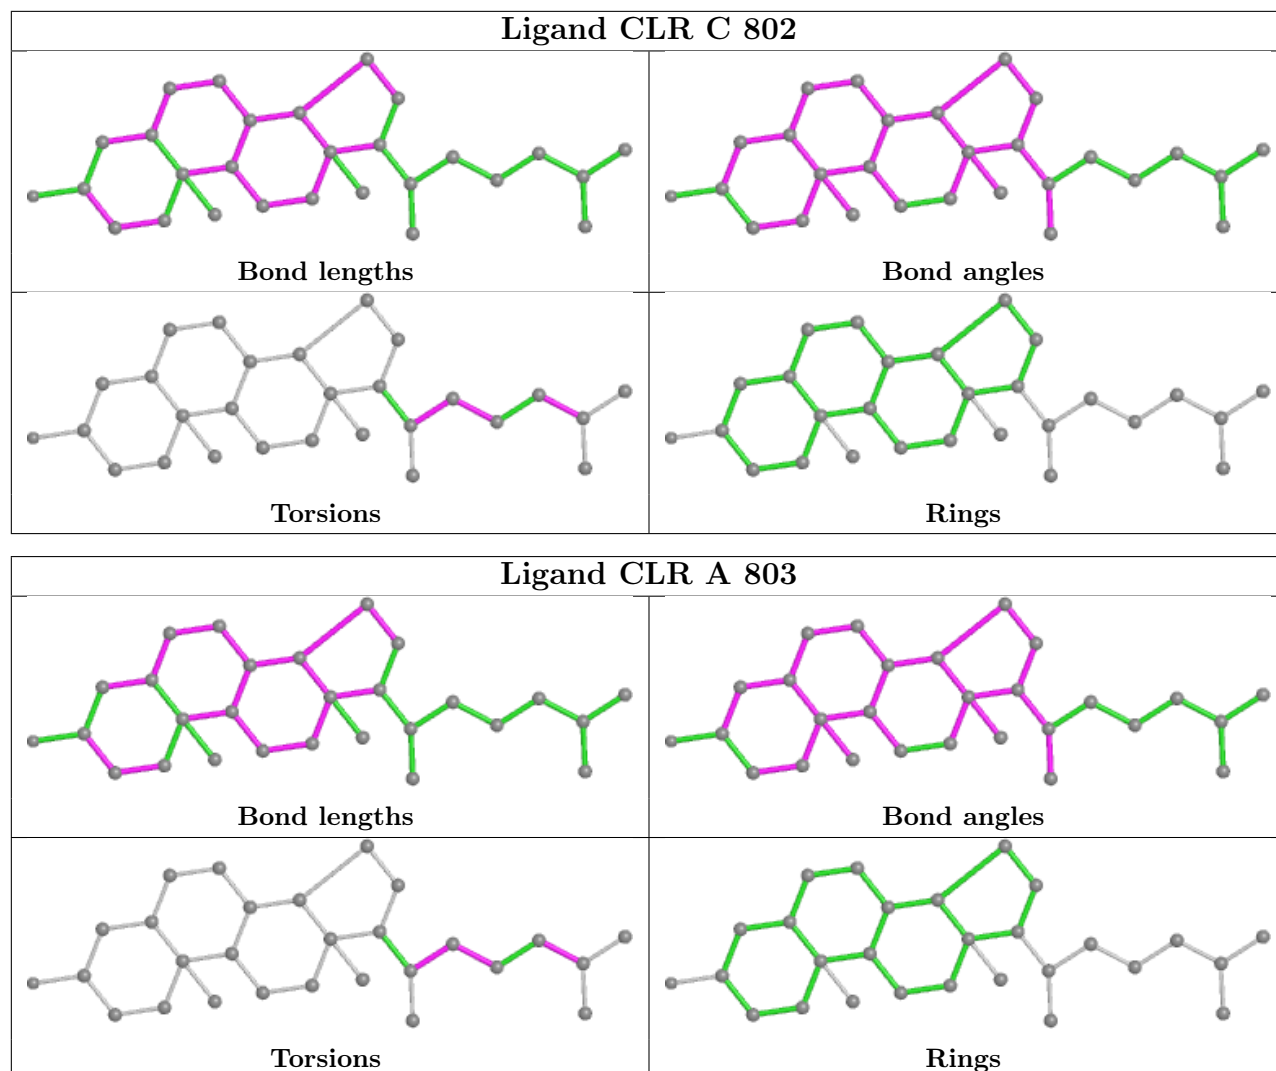 Ligand CLR C 802
Bond lengths
Bond angles
Torsions
Rings
Ligand CLR A 803
Bond lengths
Bond angles
Torsions
Rings